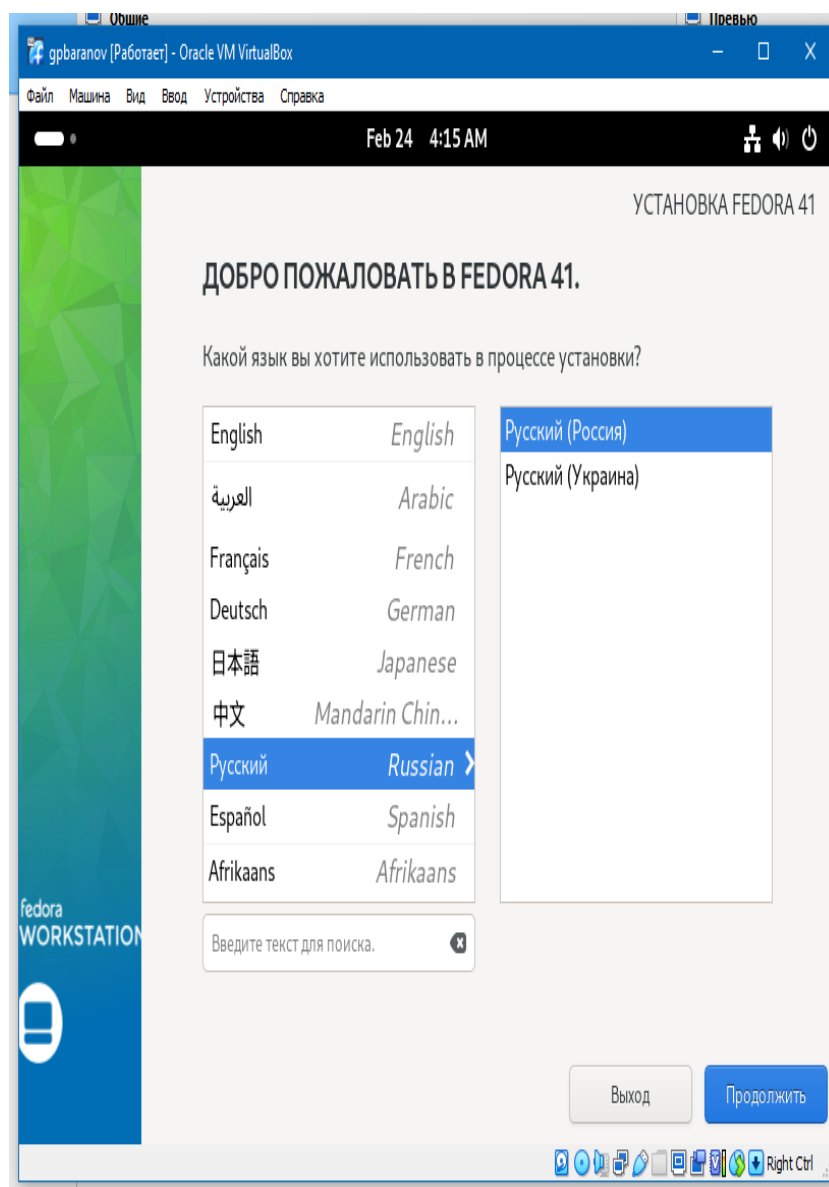 Общие
Превью
gpbaranov [Работает] - Oracle VM VirtualBox
Файл Машина Вид Ввод Устройства Справка
Feb 24 4:15 AM
УСТАНОВКА FEDORA 41
ДОБРО ПОЖАЛОВАТЬ В FEDORA 41.
Какой язык вы хотите использовать в процессе установки?
English English
العربية Arabic
Français French
Deutsch German
日本語 Japanese
中文 Mandarin Chin...
Русский Russian
Español Spanish
Afrikaans Afrikaans
Русский (Россия)
Русский (Украина)
Введите текст для поиска.
fedora
WORKSTATION
Выход
Продолжить
Right Ctrl